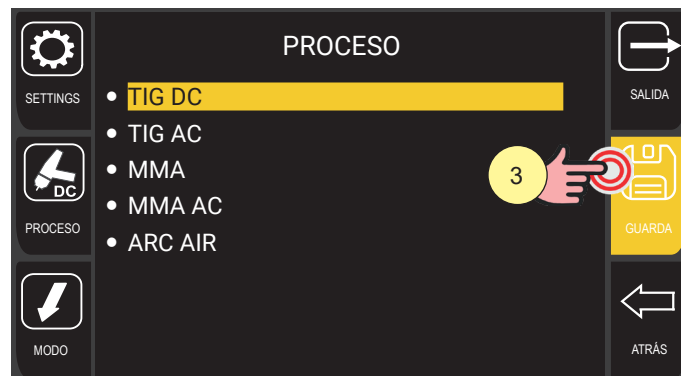 PROCESO
SETTINGS
PROCESO
MODO
• TIG DC
• TIG AC
• MMA
• MMA AC
• ARC AIR
DC
3
SALIDA
GUARDA
ATRÁS